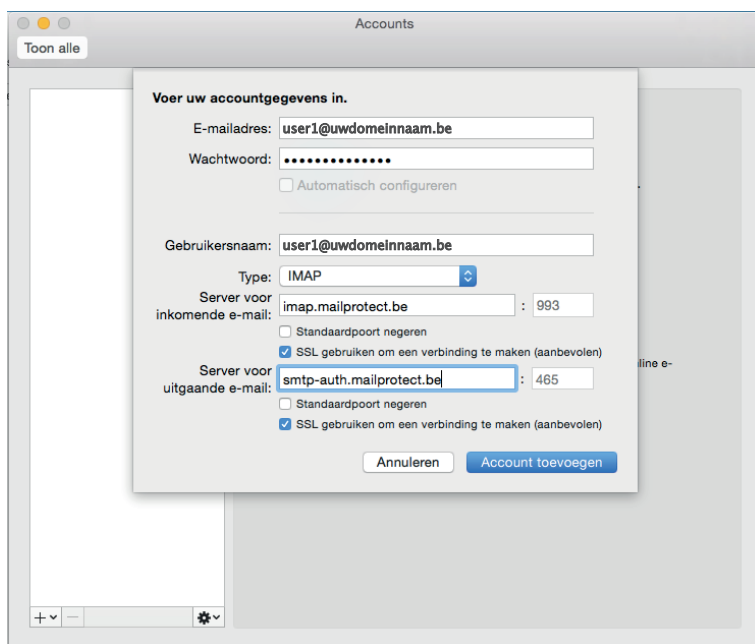 Accounts
Toon alle
Voer uw accountgegevens in.
E-mailadres: user1@uwdomeinnaam.be
Wachtwoord: ••••••••••••••
Automatisch configureren
Gebruikersnaam: user1@uwdomeinnaam.be
Type: IMAP
Server voor
inkomende e-mail: imap.mailprotect.be : 993
Standaardpoort negeren
SSL gebruiken om een verbinding te maken (aanbevolen)
Server voor
uitgaande e-mail: smtp-auth.mailprotect.be : 465
Standaardpoort negeren
SSL gebruiken om een verbinding te maken (aanbevolen)
line e-
Annuleren
Account toevoegen